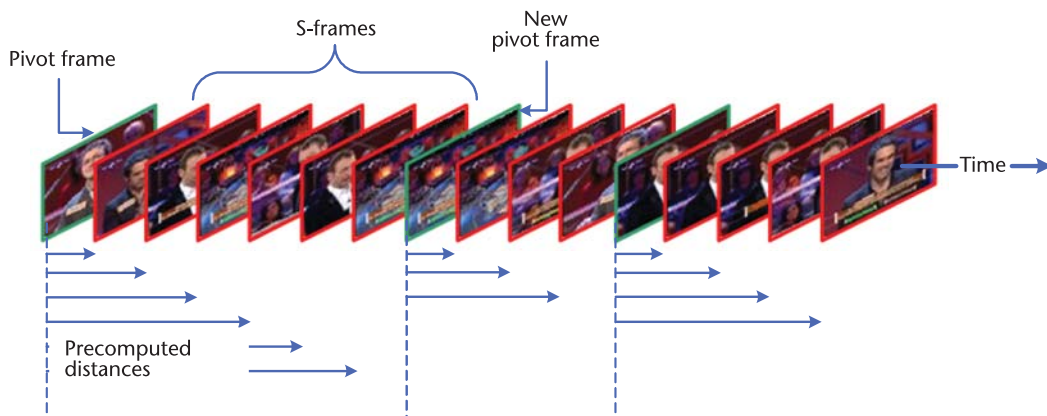 S-frames
New
pivot frame
Pivot frame
Time
Precomputed
distances